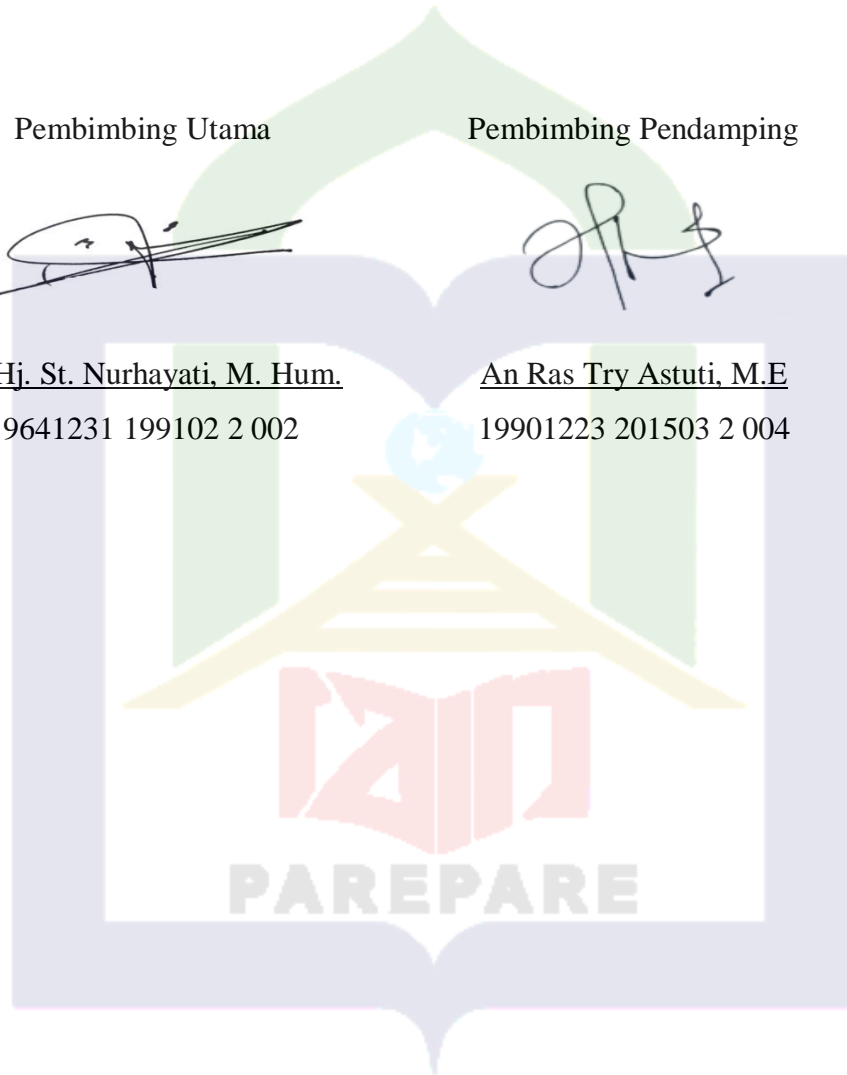 Pembimbing Utama
Pembimbing Pendamping
Hj. St. Nurhayati, M. Hum.
An Ras Try Astuti, M.E
9641231 199102 2 002
19901223 201503 2 004
iain
PAREPARE